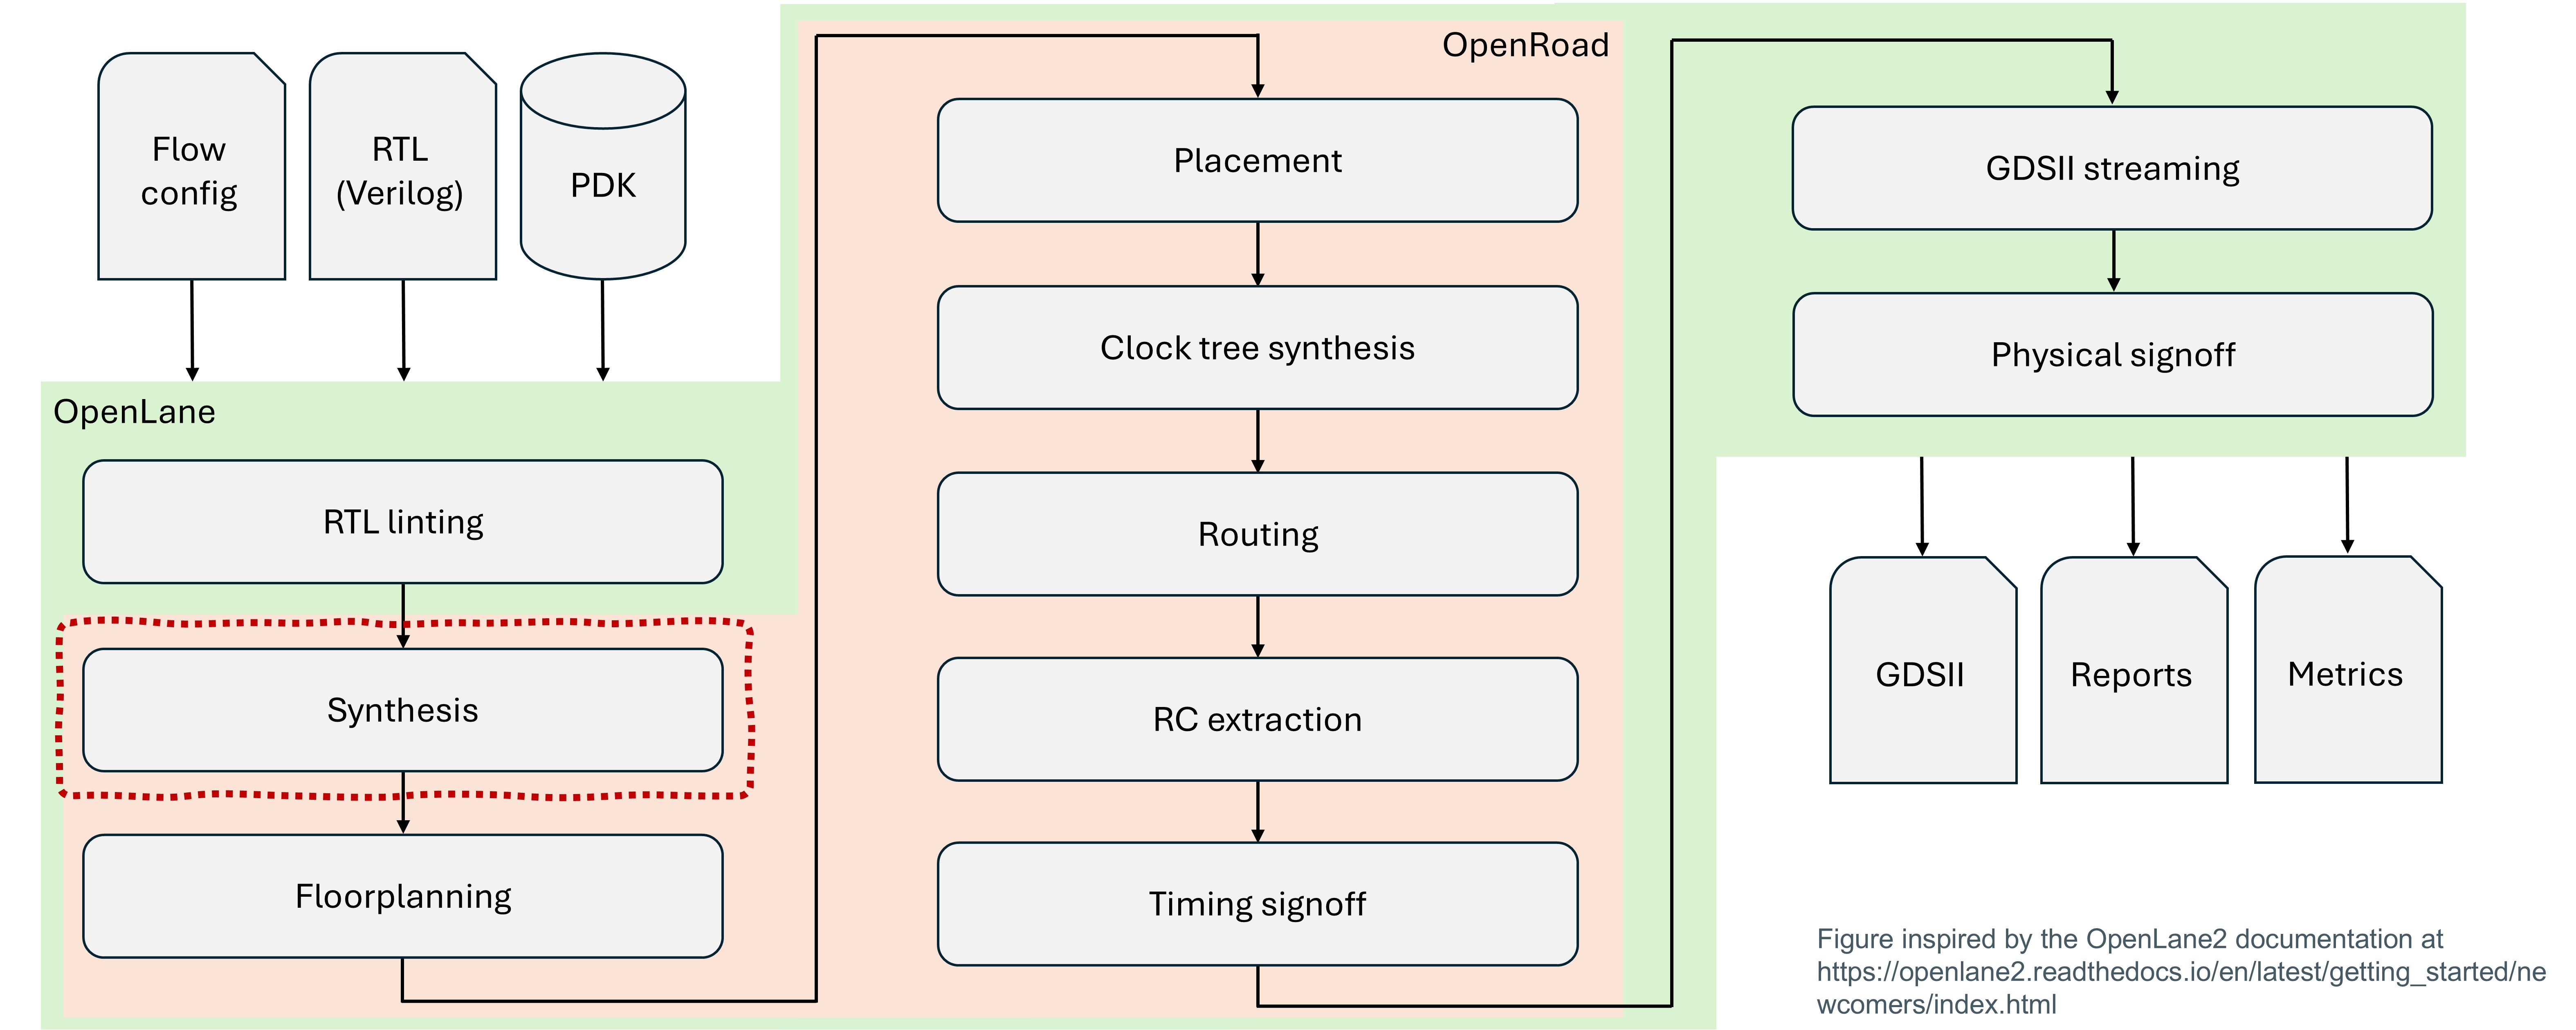 Flow
config
RTL
(Verilog)
PDK
OpenLane
RTL linting
Synthesis
Floorplanning
OpenRoad
Placement
Clock tree synthesis
Routing
RC extraction
Timing signoff
GDSII streaming
Physical signoff
GDSII
Reports
Metrics
Figure inspired by the OpenLane2 documentation at
https://openlane2.readthedocs.io/en/latest/getting_started/ne
wcomers/index.html